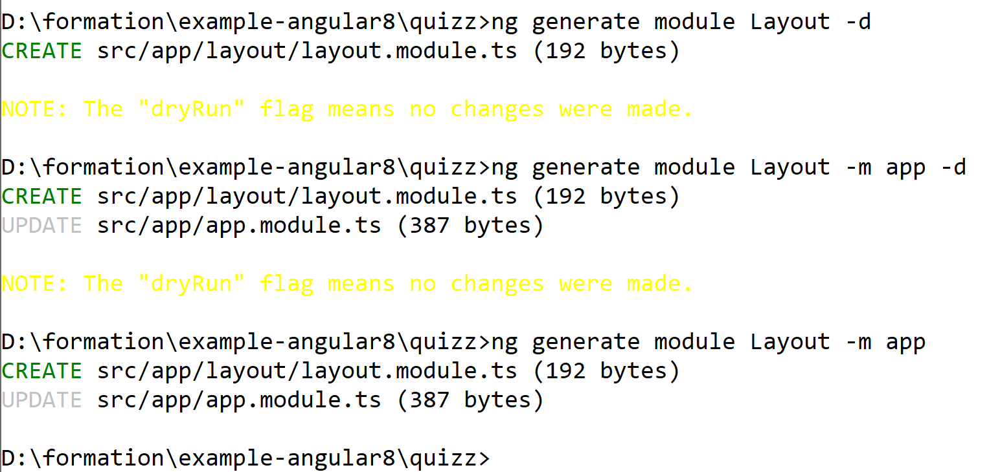 D:\formation\example-angular8\quizz>ng generate module Layout -d
CREATE src/app/layout/layout.module.ts (192 bytes)
NOTE: The "dryRun" flag means no changes were made.
D:\formation\example-angular8\quizz>ng generate module Layout -m app -d
CREATE src/app/layout/layout.module.ts (192 bytes)
UPDATE src/app/app.module.ts (387 bytes)
NOTE: The "dryRun" flag means no changes were made.
D:\formation\example-angular8\quizz>ng generate module Layout -m app
CREATE src/app/layout/layout.module.ts (192 bytes)
UPDATE src/app/app.module.ts (387 bytes)
D:\formation\example-angular8\quizz>